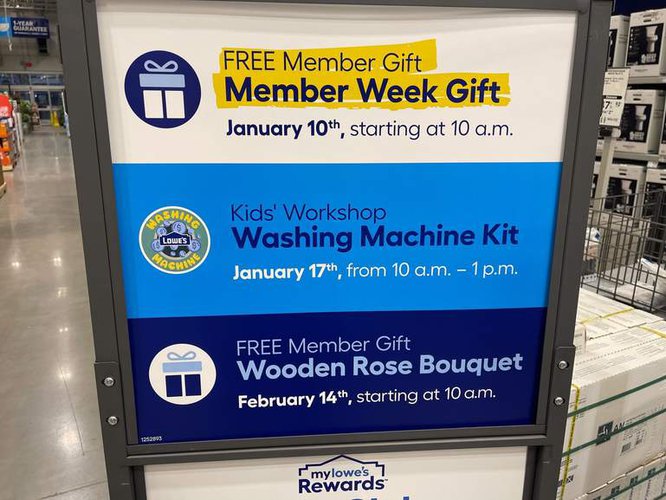 1-YEAR
GUARANTEE
FREE Member Gift
Member Week Gift
January 10th, starting at 10 a.m.
WASHING
LOWE'S
MACHINE
Kids' Workshop
Washing Machine Kit
January 17th, from 10 a.m. – 1 p.m.
FREE Member Gift
Wooden Rose Bouquet
February 14th, starting at 10 a.m.
1252893
mylowe's
Rewards